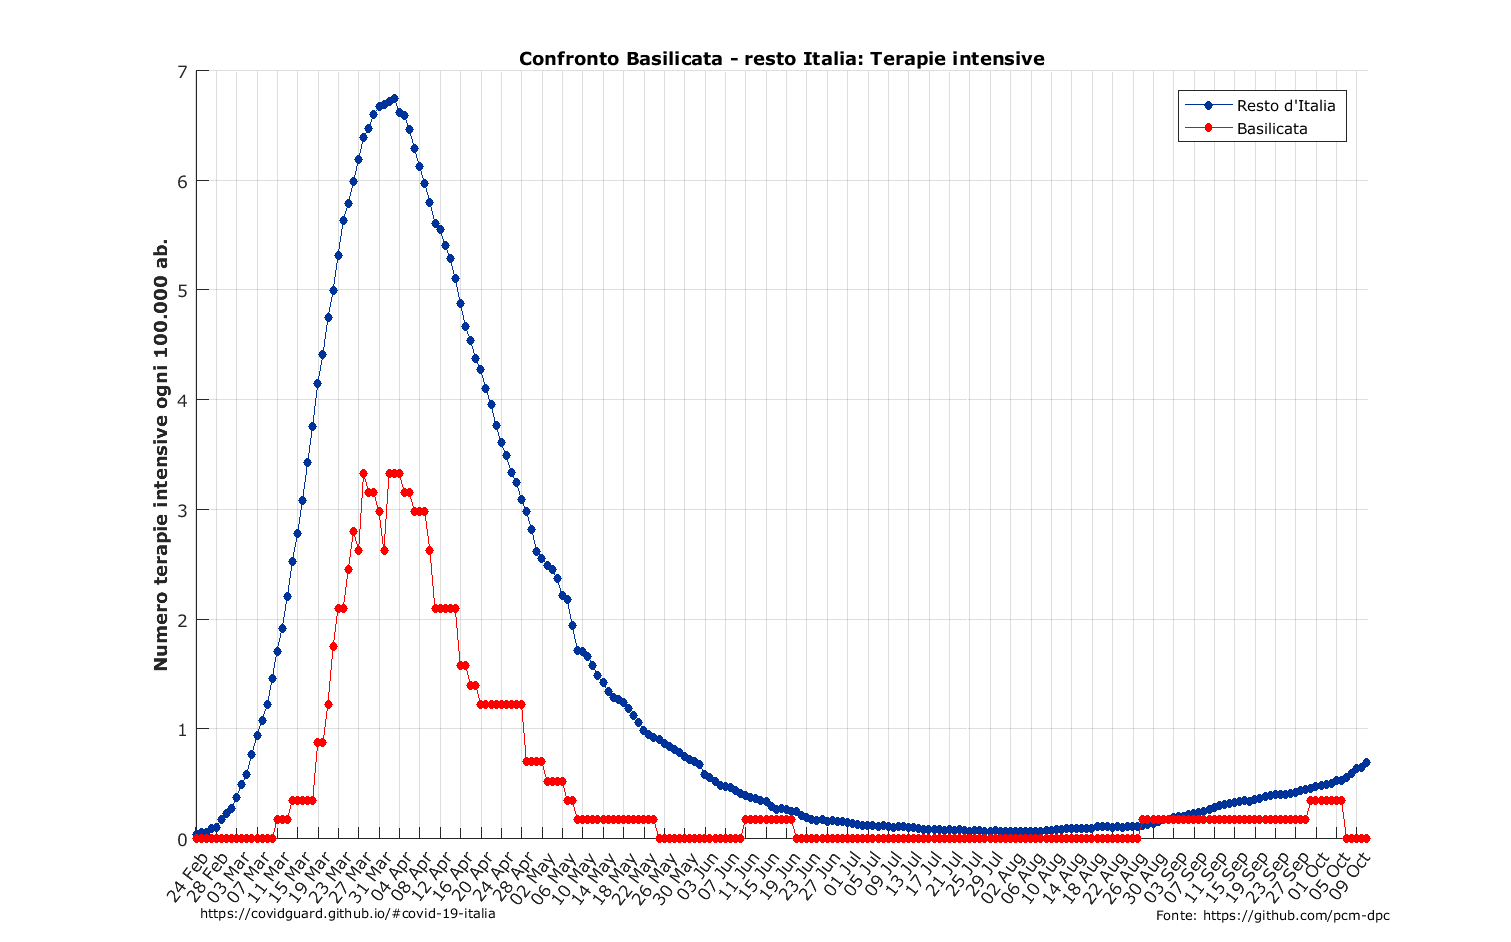 Confronto Basilicata - resto Italia: Terapie intensive
Resto d'Italia
Basilicata
Numero terapie intensive ogni 100.000 ab.
7
6
5
4
3
2
1
0
24 Feb
28 Feb
03 Mar
07 Mar
11 Mar
15 Mar
19 Mar
23 Mar
27 Mar
31 Mar
04 Apr
08 Apr
12 Apr
16 Apr
20 Apr
24 Apr
28 Apr
02 May
06 May
10 May
14 May
18 May
22 May
26 May
30 May
03 Jun
07 Jun
11 Jun
15 Jun
19 Jun
23 Jun
27 Jun
01 Jul
05 Jul
09 Jul
13 Jul
17 Jul
21 Jul
25 Jul
29 Jul
02 Aug
06 Aug
10 Aug
14 Aug
18 Aug
22 Aug
26 Aug
30 Aug
03 Sep
07 Sep
11 Sep
15 Sep
19 Sep
23 Sep
27 Sep
01 Oct
05 Oct
09 Oct
https://covidguard.github.io/#covid-19-italia
Fonte: https://github.com/pcm-dpc